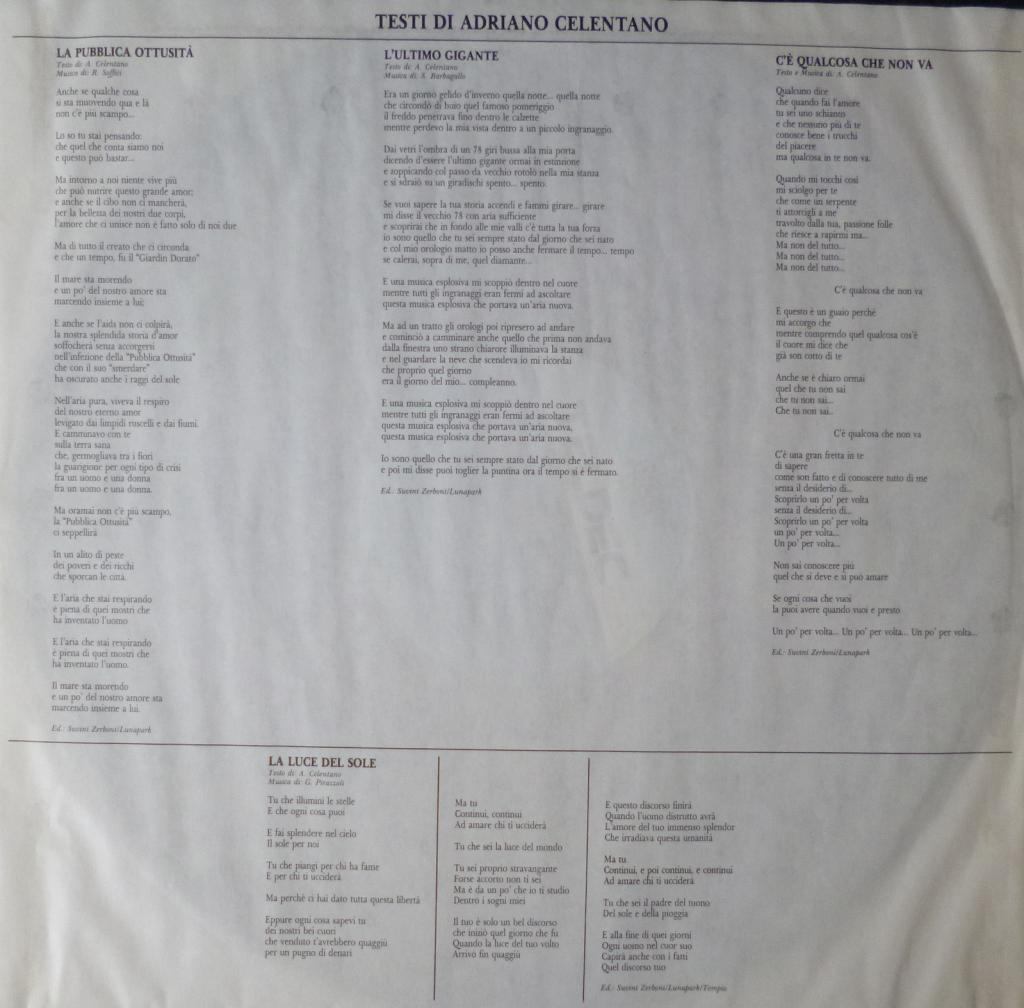 TESTI DI ADRIANO CELENTANO
LA PUBBLICA OTTUSITÀ
Testo di: A. Celentano
Musica di: R. Soffici
Anche se qualche cosa
si sta muovendo qua e là
non c'è più scampo...
Lo so tu stai pensando:
che quel che conta siamo noi
e questo può bastar...
Ma intorno a noi niente vive più
che può nutrire questo grande amor;
e anche se il cibo non ci mancherà,
per la bellezza dei nostri due corpi,
l'amore che ci unisce non è fatto solo di noi due
Ma di tutto il creato che ci circonda
e che un tempo, fu il "Giardin Dorato"
Il mare sta morendo
e un po' del nostro amore sta
marcendo insieme a lui;
E anche se l'aids non ci colpirà,
la nostra splendida storia d'amor
soffocherà senza accorgersi
nell'infezione della "Pubblica Ottusità"
che con il suo "smerdare"
ha oscurato anche i raggi del sole
Nell'aria pura, viveva il respiro
del nostro eterno amor
levigato dai limpidi ruscelli e dai fiumi.
E camminavo con te
sulla terra sana
che, germogliava tra i fiori
la guarigione per ogni tipo di crisi
fra un uomo e una donna
fra un uomo e una donna.
Ma oramai non c'è più scampo,
la "Pubblica Ottusità"
ci seppellirà
In un alito di peste
dei poveri e dei ricchi
che sporcan le città.
E l'aria che stai respirando
è piena di quei mostri che
ha inventato l'uomo
E l'aria che stai respirando
è piena di quei mostri che
ha inventato l'uomo.
Il mare sta morendo
e un po' del nostro amore sta
marcendo insieme a lui.
Ed.: Suvini Zerboni/Lunapark
L'ULTIMO GIGANTE
Testo di: A. Celentano
Musica di: S. Barbagallo
Era un giorno gelido d'inverno quella notte... quella notte
che circondò di buio quel famoso pomeriggio
il freddo penetrava fino dentro le calzette
mentre perdevo la mia vista dentro a un piccolo ingranaggio.
Dai vetri l'ombra di un 78 giri bussa alla mia porta
dicendo d'essere l'ultimo gigante ormai in estinzione
e zoppicando col passo da vecchio rotolò nella mia stanza
e si sdraiò su un giradischi spento... spento.
Se vuoi sapere la tua storia accendi e fammi girare... girare
mi disse il vecchio 78 con aria sufficiente
e scoprirai che in fondo alle mie valli c'è tutta la tua forza
io sono quello che tu sei sempre stato dal giorno che sei nato
e col mio orologio matto io posso anche fermare il tempo... tempo
se calerai, sopra di me, quel diamante...
E una musica esplosiva mi scoppiò dentro nel cuore
mentre tutti gli ingranaggi eran fermi ad ascoltare
questa musica esplosiva che portava un'aria nuova.
Ma ad un tratto gli orologi poi ripresero ad andare
e cominciò a camminare anche quello che prima non andava
dalla finestra uno strano chiarore illuminava la stanza
e nel guardare la neve che scendeva io mi ricordai
che proprio quel giorno
era il giorno del mio... compleanno.
E una musica esplosiva mi scoppiò dentro nel cuore
mentre tutti gli ingranaggi eran fermi ad ascoltare
questa musica esplosiva che portava un'aria nuova,
questa musica esplosiva che portava un'aria nuova.
Io sono quello che tu sei sempre stato dal giorno che sei nato
e poi mi disse puoi toglier la puntina ora il tempo si è fermato.
Ed.: Suvini Zerboni/Lunapark
C'È QUALCOSA CHE NON VA
Testo e Musica di: A. Celentano
Qualcuno dice
che quando fai l'amore
tu sei uno schianto
e che nessuno più di te
conosce bene i trucchi
del piacere
ma qualcosa in te non va.
Quando mi tocchi così
mi sciolgo per te
che come un serpente
ti attorcigli a me
travolto dalla tua, passione folle
che riesce a rapirmi ma...
Ma non del tutto...
Ma non del tutto...
Ma non del tutto...
C'è qualcosa che non va
E questo è un guaio perché
mi accorgo che
mentre comprendo quel qualcosa cos'è
il cuore mi dice che
già son cotto di te
Anche se è chiaro ormai
quel che tu non sai
che tu non sai...
Che tu non sai..
C'è qualcosa che non va
C'è una gran fretta in te
di sapere
come son fatto e di conoscere tutto di me
senza il desiderio di...
Scoprirlo un po' per volta
senza il desiderio di...
Scoprirlo un po' per volta
un po' per volta...
Un po' per volta...
Non sai conoscere più
quel che si deve e si può amare
Se ogni cosa che vuoi
la puoi avere quando vuoi e presto
Un po' per volta... Un po' per volta... Un po' per volta...
Ed.: Suvini Zerboni/Lunapark
LA LUCE DEL SOLE
Testo di: A. Celentano
Musica di: G. Pirazzoli
Tu che illumini le stelle
E che ogni cosa puoi
E fai splendere nel cielo
Il sole per noi
Tu che piangi per chi ha fame
E per chi ti ucciderà
Ma perché ci hai dato tutta questa libertà
Eppure ogni cosa sapevi tu
dei nostri bei cuori
che venduto t'avrebbero quaggiù
per un pugno di denari
Ma tu
Continui, continui
Ad amare chi ti ucciderà
Tu che sei la luce del mondo
Tu sei proprio stravagante
Forse accorto non ti sei
Ma è da un po' che io ti studio
Dentro i sogni miei
Il tuo è solo un bel discorso
che iniziò quel giorno che fu
Quando la luce del tuo volto
Arrivò fin quaggiù
E questo discorso finirà
Quando l'uomo distrutto avrà
L'amore del tuo immenso splendor
Che irradiava questa umanità
Ma tu
Continui, e poi continui, e continui
Ad amare chi ti ucciderà
Tu che sei il padre del tuono
Del sole e della pioggia
E alla fine di quei giorni
Ogni uomo nel cuor suo
Capirà anche con i fatti
Quel discorso tuo
Ed.: Suvini Zerboni/Lunapark/Tempio